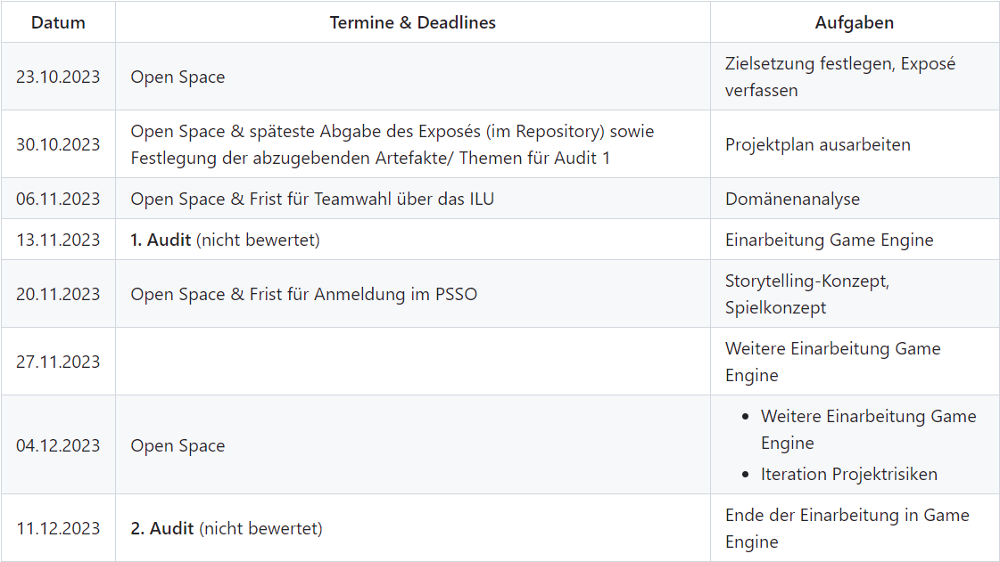 Datum
Termine & Deadlines
Aufgaben
23.10.2023
Open Space
Zielsetzung festlegen, Exposé
verfassen
30.10.2023
Open Space & späteste Abgabe des Exposés (im Repository) sowie
Festlegung der abzugebenden Artefakte/ Themen für Audit 1
Projektplan ausarbeiten
06.11.2023
Open Space & Frist für Teamwahl über das ILU
Domänenanalyse
13.11.2023
1. Audit (nicht bewertet)
Einarbeitung Game Engine
20.11.2023
Open Space & Frist für Anmeldung im PSSO
Storytelling-Konzept,
Spielkonzept
27.11.2023
Weitere Einarbeitung Game
Engine
04.12.2023
Open Space
• Weitere Einarbeitung Game
Engine
• Iteration Projektrisiken
11.12.2023
2. Audit (nicht bewertet)
Ende der Einarbeitung in Game
Engine